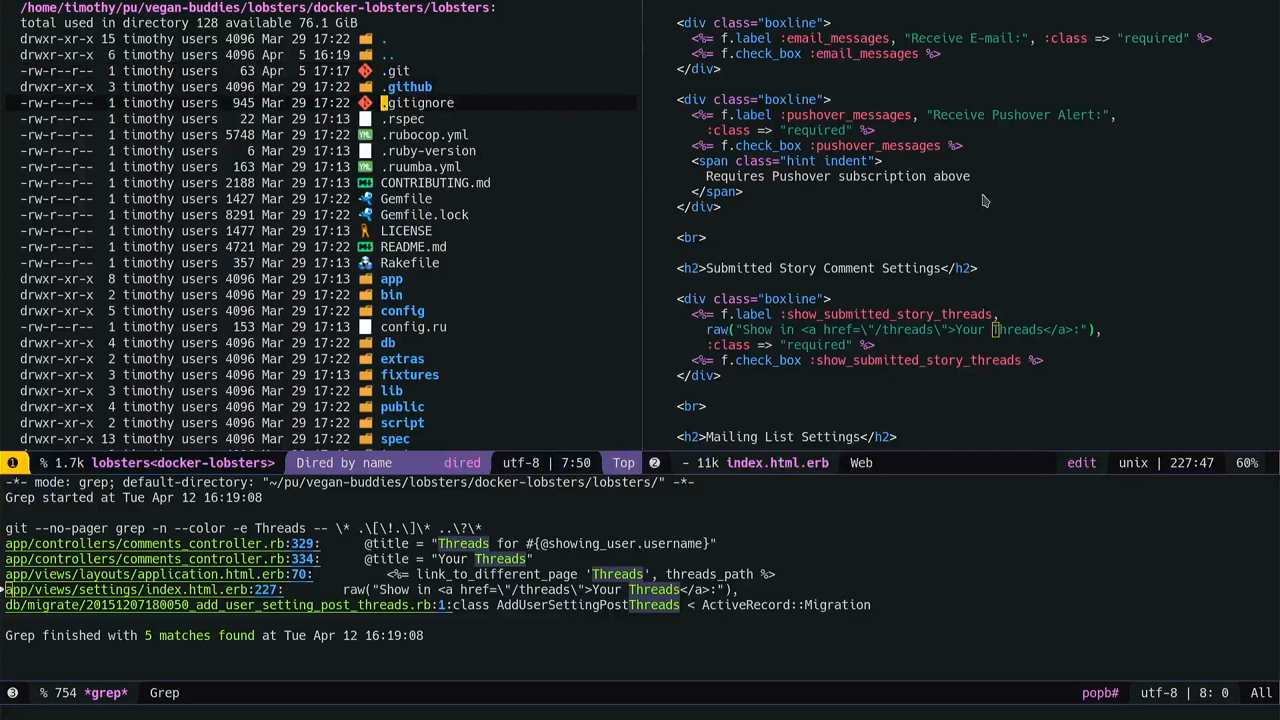 /home/timothy/pu/vegan-buddies/lobsters/docker-lobsters/lobsters:
total used in directory 128 available 76.1 GiB
drwxr-xr-x 15 timothy users 4096 Mar 29 17:22 .
drwxr-xr-x 6 timothy users 4096 Apr 5 16:19 ..
-rw-r--r-- 1 timothy users 63 Apr 5 17:17 .git
drwxr-xr-x 3 timothy users 4096 Mar 29 17:22 .github
-rw-r--r-- 1 timothy users 945 Mar 29 17:22 .gitignore
-rw-r--r-- 1 timothy users 22 Mar 29 17:13 .rspec
-rw-r--r-- 1 timothy users 5748 Mar 29 17:22 .rubocop.yml
-rw-r--r-- 1 timothy users 6 Mar 29 17:13 .ruby-version
-rw-r--r-- 1 timothy users 163 Mar 29 17:22 .ruumba.yml
-rw-r--r-- 1 timothy users 2188 Mar 29 17:13 CONTRIBUTING.md
-rw-r--r-- 1 timothy users 1427 Mar 29 17:22 Gemfile
-rw-r--r-- 1 timothy users 8291 Mar 29 17:22 Gemfile.lock
-rw-r--r-- 1 timothy users 1477 Mar 29 17:13 LICENSE
-rw-r--r-- 1 timothy users 4721 Mar 29 17:22 README.md
-rw-r--r-- 1 timothy users 357 Mar 29 17:13 Rakefile
drwxr-xr-x 8 timothy users 4096 Mar 29 17:13 app
drwxr-xr-x 2 timothy users 4096 Mar 29 17:22 bin
drwxr-xr-x 5 timothy users 4096 Mar 29 17:22 config
-rw-r--r-- 1 timothy users 153 Mar 29 17:13 config.ru
drwxr-xr-x 4 timothy users 4096 Mar 29 17:22 db
drwxr-xr-x 2 timothy users 4096 Mar 29 17:22 extras
drwxr-xr-x 3 timothy users 4096 Mar 29 17:13 fixtures
drwxr-xr-x 4 timothy users 4096 Mar 29 17:22 lib
drwxr-xr-x 2 timothy users 4096 Mar 29 17:22 public
drwxr-xr-x 2 timothy users 4096 Mar 29 17:22 script
drwxr-xr-x 13 timothy users 4096 Mar 29 17:22 spec
1 % 1.7k lobsters<docker-lobsters> Dired by name dired utf-8 | 7:50 Top
<div class="boxline">
<%= f.label :email_messages, "Receive E-mail:", :class => "required" %>
<%= f.check_box :email_messages %>
</div>
<div class="boxline">
<%= f.label :pushover_messages, "Receive Pushover Alert:",
:class => "required" %>
<%= f.check_box :pushover_messages %>
<span class="hint indent">
Requires Pushover subscription above
</span>
</div>
<br>
<h2>Submitted Story Comment Settings</h2>
<div class="boxline">
<%= f.label :show_submitted_story_threads,
raw("Show in <a href=\"/threads\">Your Threads</a>:"),
:class => "required" %>
<%= f.check_box :show_submitted_story_threads %>
</div>
<br>
<h2>Mailing List Settings</h2>
2 - 11k index.html.erb Web edit unix | 227:47 60%
-*- mode: grep; default-directory: "~/pu/vegan-buddies/lobsters/docker-lobsters/lobsters/" -*-
Grep started at Tue Apr 12 16:19:08
git --no-pager grep -n --color -e Threads -- \* .\[\!.\]\* ..\?\*
app/controllers/comments_controller.rb:329: @title = "Threads for #{@showing_user.username}"
app/controllers/comments_controller.rb:334: @title = "Your Threads"
app/views/layouts/application.html.erb:70: <%= link_to_different_page 'Threads', threads_path %>
app/views/settings/index.html.erb:227: raw("Show in <a href=\"/threads\">Your Threads</a>:"),
db/migrate/20151207180050_add_user_setting_post_threads.rb:1:class AddUserSettingPostThreads < ActiveRecord::Migration
Grep finished with 5 matches found at Tue Apr 12 16:19:08
3 % 754 *grep* Grep popb# utf-8 | 8: 0 All